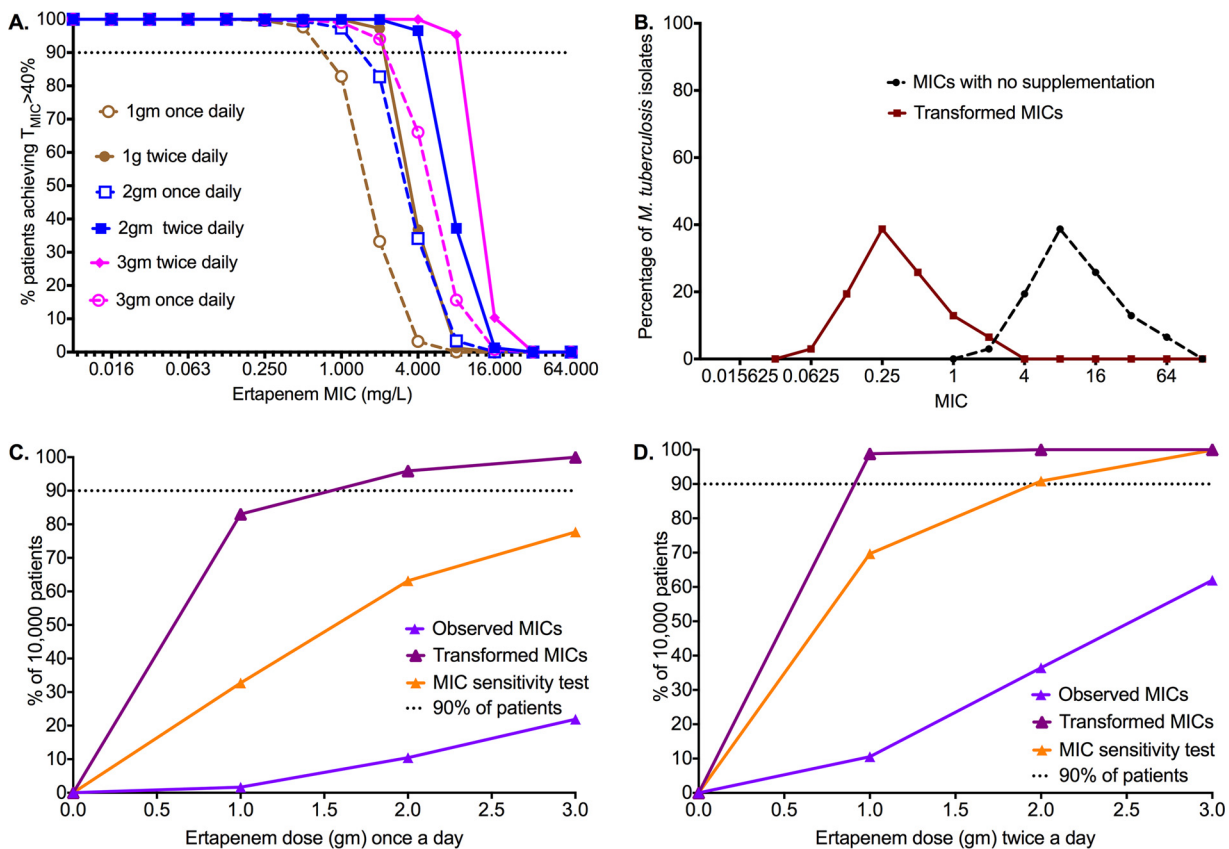 A.
% patients achieving TMIC>40%
100
90
80
70
60
50
40
30
20
10
0
1gm once daily
1g twice daily
2gm once daily
2gm twice daily
3gm twice daily
3gm once daily
0.016
0.063
0.250
1.000
4.000
16.000
64.000
Ertapenem MIC (mg/L)
B.
Percentage of M. tuberculosis isolates
100
80
60
40
20
0
MICs with no supplementation
Transformed MICs
0.015625
0.0625
0.25
1
4
16
64
MIC
C.
% of 10,000 patients
100
90
80
70
60
50
40
30
20
10
0
Observed MICs
Transformed MICs
MIC sensitivity test
90% of patients
0.0
0.5
1.0
1.5
2.0
2.5
3.0
Ertapenem dose (gm) once a day
D.
% of 10,000 patients
100
90
80
70
60
50
40
30
20
10
0
Observed MICs
Transformed MICs
MIC sensitivity test
90% of patients
0.0
0.5
1.0
1.5
2.0
2.5
3.0
Ertapenem dose (gm) twice a day